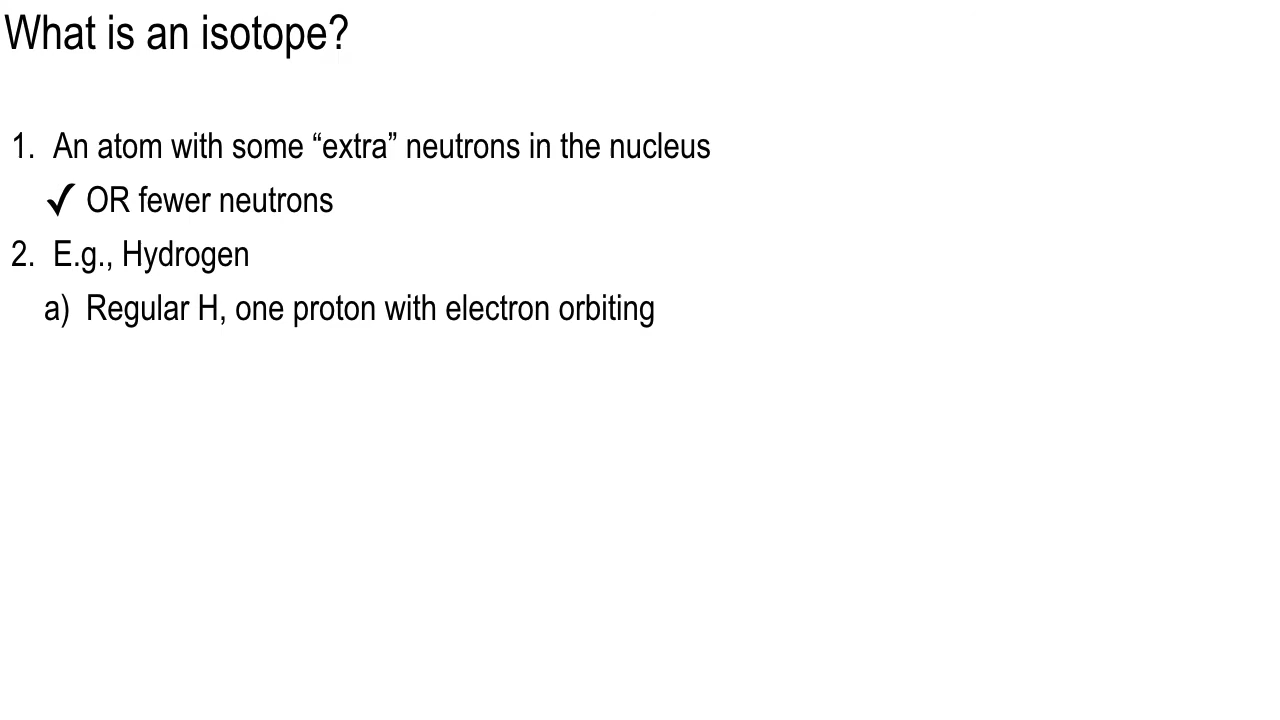 What is an isotope?
1. An atom with some “extra” neutrons in the nucleus
✓ OR fewer neutrons
2. E.g., Hydrogen
a) Regular H, one proton with electron orbiting